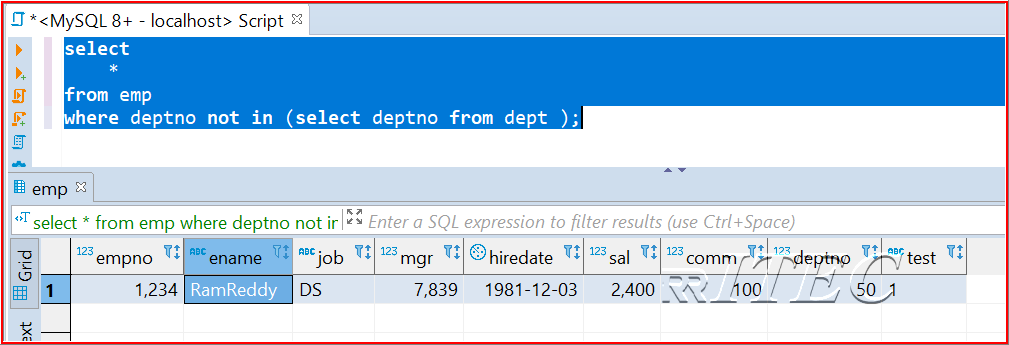 *<MySQL 8+ - localhost> Script
select
*
from emp
where deptno not in (select deptno from dept );
emp
select * from emp where deptno not ir
Enter a SQL expression to filter results (use Ctrl+Space)
Grid
123 empno ABC ename ABC job 123 mgr hiredate 123 sal 123 comm 123 deptno ABC test
1 1,234 RamReddy DS 7,839 1981-12-03 2,400 100 50 1
RR ITEC
ext